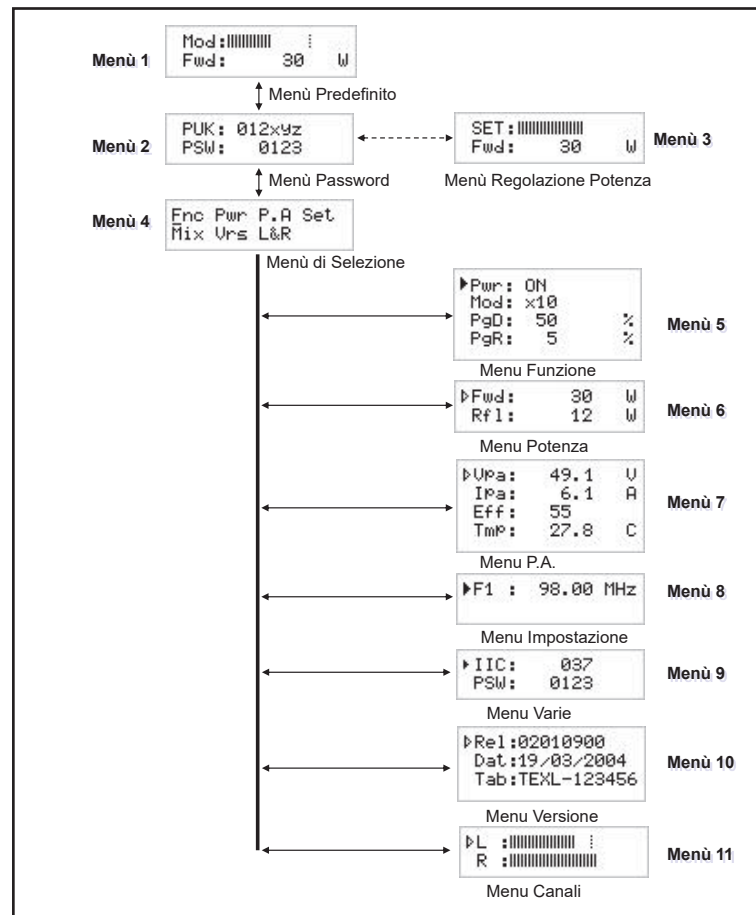 Menù 1
Mod:
Fwd: 30 W
Menù Predefinito
Menù 2
PUK: 012xyz
PSW: 0123
SET:
Fwd: 30 W
Menù 3
Menù Password
Menù Regolazione Potenza
Menù 4
Fnc Pwr P.A Set
Mix Vrs L&R
Menù di Selezione
Pwr: ON
Mod: x10
PgD: 50 %
PgR: 5 %
Menù 5
Menu Funzione
Fwd: 30 W
Rfl: 12 W
Menù 6
Menu Potenza
Vpa: 49.1 V
Ipa: 6.1 A
Eff: 55
Tmp: 27.8 C
Menù 7
Menu P.A.
F1 : 98.00 MHz
Menù 8
Menu Impostazione
IIC: 037
PSW: 0123
Menù 9
Menu Varie
Rel:02010900
Dat:19/03/2004
Tab:TEXL-123456
Menù 10
Menu Versione
L :
R :
Menù 11
Menu Canali